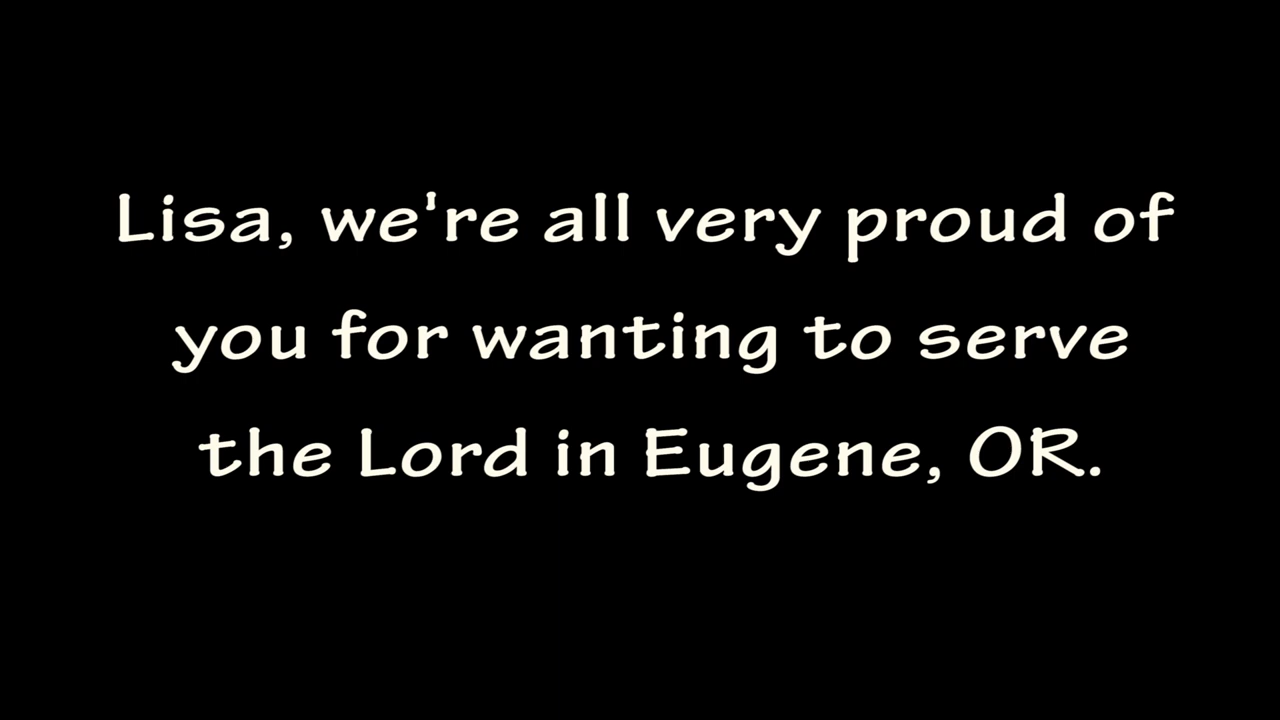 Lisa, we're all very proud of
you for wanting to serve
the Lord in Eugene, OR.